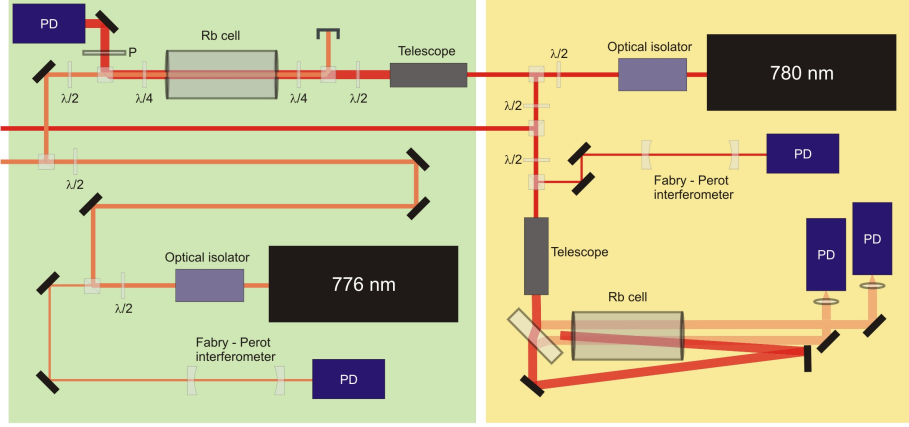 PD
P
Rb cell
Telescope
λ/2
λ/4
λ/4
λ/2
λ/2
Optical isolator
776 nm
λ/2
Fabry - Perot
interferometer
PD
Optical isolator
780 nm
λ/2
λ/2
λ/2
PD
Fabry - Perot
interferometer
Telescope
PD
PD
Rb cell